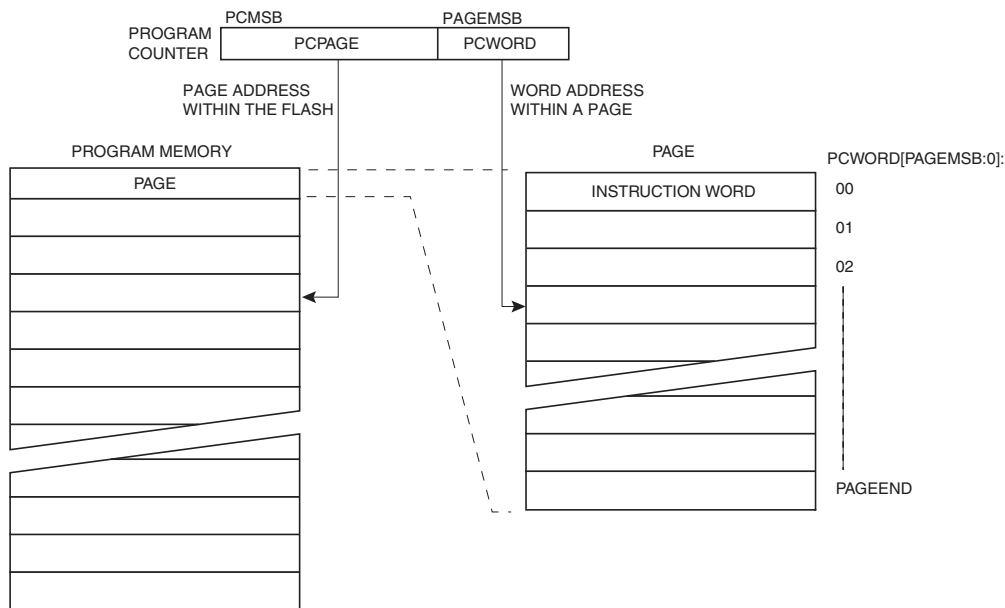 PCMSB
PAGEMSB
PROGRAM
COUNTER
PCPAGE
PCWORD
PAGE ADDRESS
WITHIN THE FLASH
WORD ADDRESS
WITHIN A PAGE
PROGRAM MEMORY
PAGE
PAGE
INSTRUCTION WORD
PCWORD[PAGEMSB:0]:
00
01
02
PAGEEND